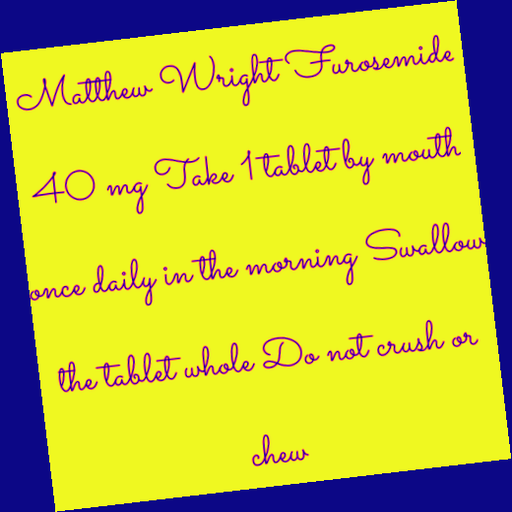 Matthew Wright Furosemide
40 mg Take 1 tablet by mouth
once daily in the morning Swallow
the tablet whole Do not crush or
chew